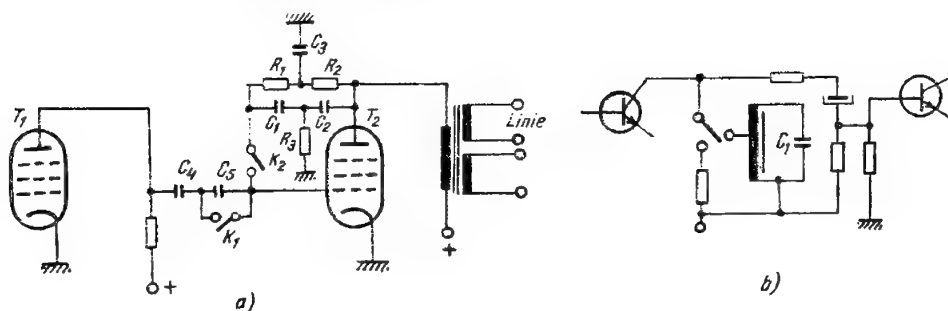 C3
R1 R2
T1
C1 C2
T2
R3
K2
C4 C5
K1
+
a)
Linie
+
C1
b)